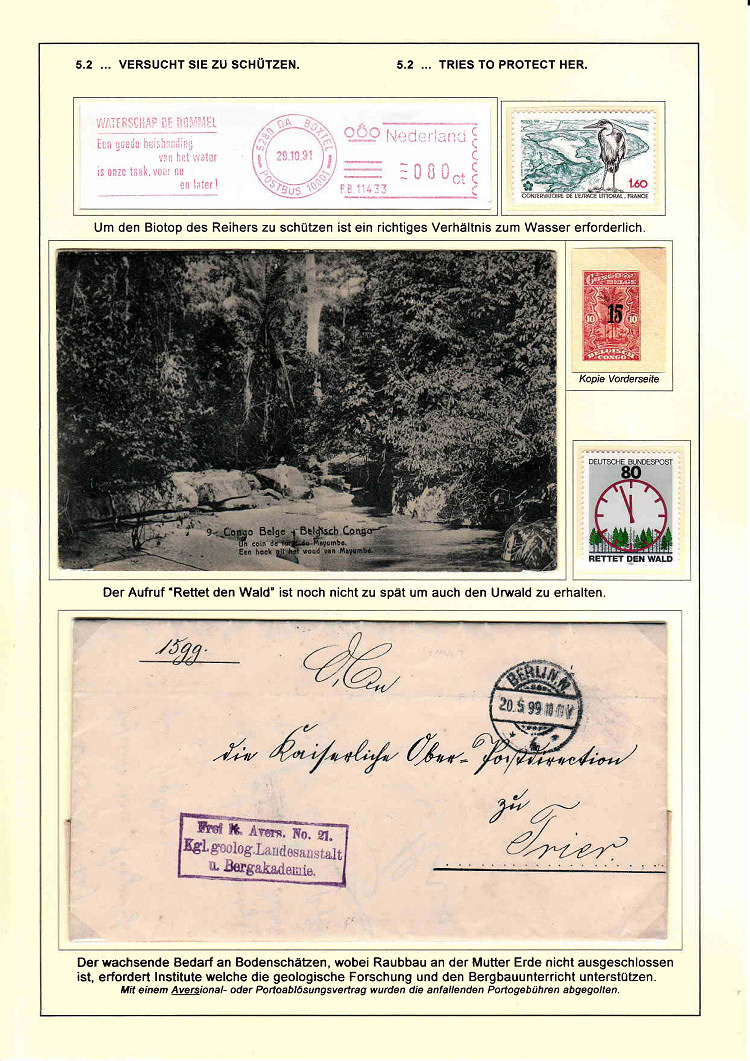 5.2 ... VERSUCHT SIE ZU SCHÜTZEN.
5.2 ... TRIES TO PROTECT HER.
WATERSCHAP DE DOMMEL
Een goede huishouding
van het water
is onze taak, voor nu
en later!
5280 DA BOXTEL
29.10.91
POSTBUS 10001
Nederland
080 ct
P.B. 11433
1.60
CONSERVATOIRE DE L'ESPACE LITTORAL. FRANCE
Um den Biotop des Reihers zu schützen ist ein richtiges Verhältnis zum Wasser erforderlich.
9.- Congo Belge - Belgisch Congo
Un coin de forêt du Mayumbe.
Een hoek uit het woud van Mayumbe.
CONGO
BELGE
15
10 10
BELGISCH
CONGO
Kopie Vorderseite
DEUTSCHE BUNDESPOST
80
RETTET DEN WALD
Der Aufruf "Rettet den Wald" ist noch nicht zu spät um auch den Urwald zu erhalten.
15gg.
BERLIN.N.
20.5.99
die Kaiserliche Ober-Postdirection
zu
Trier
Frei lt. Avers. No. 21.
Kgl.geolog.Landesanstalt
u. Bergakademie.
Der wachsende Bedarf an Bodenschätzen, wobei Raubbau an der Mutter Erde nicht ausgeschlossen
ist, erfordert Institute welche die geologische Forschung und den Bergbauunterricht unterstützen.
Mit einem Aversional- oder Portoablösungsvertrag wurden die anfallenden Portogebühren abgegolten.